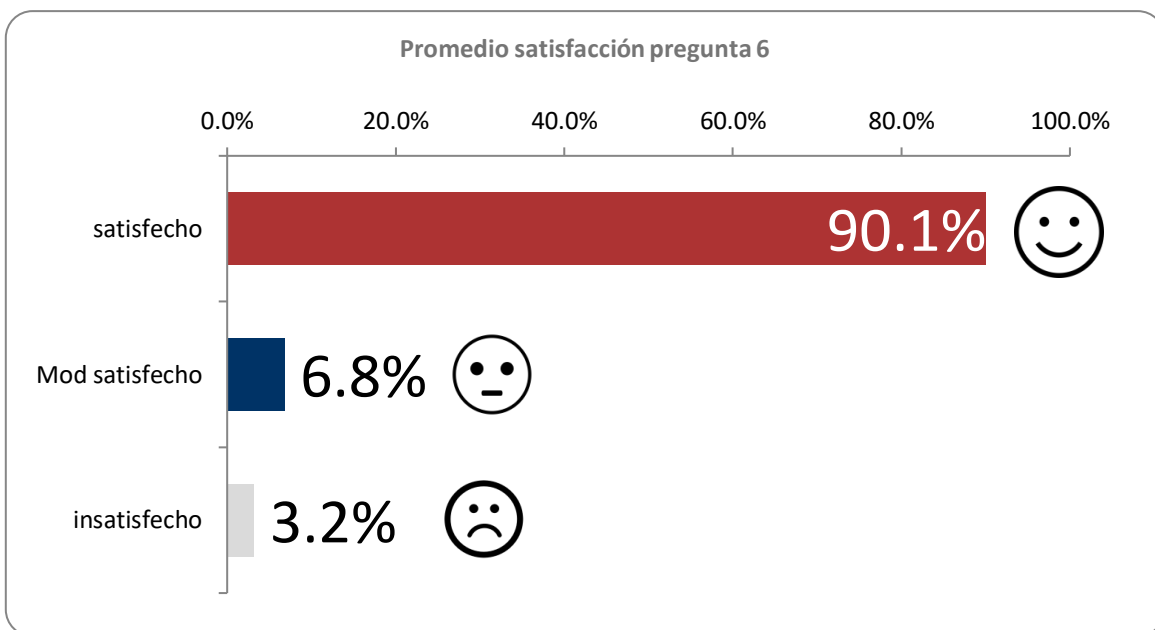 Promedio satisfacción pregunta 6
0.0% 20.0% 40.0% 60.0% 80.0% 100.0%
satisfecho 90.1%
Mod satisfecho 6.8%
insatisfecho 3.2%